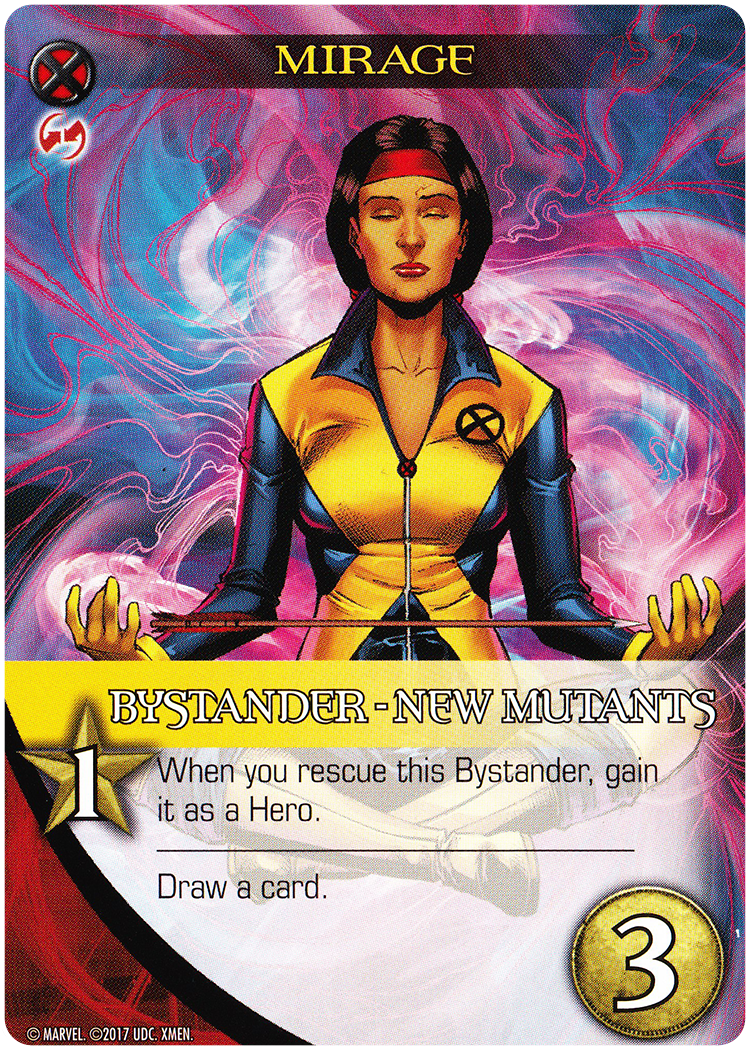 MIRAGE
BYSTANDER - NEW MUTANTS
1
When you rescue this Bystander, gain
it as a Hero.
Draw a card.
3
© MARVEL. ©2017 UDC. XMEN.
1